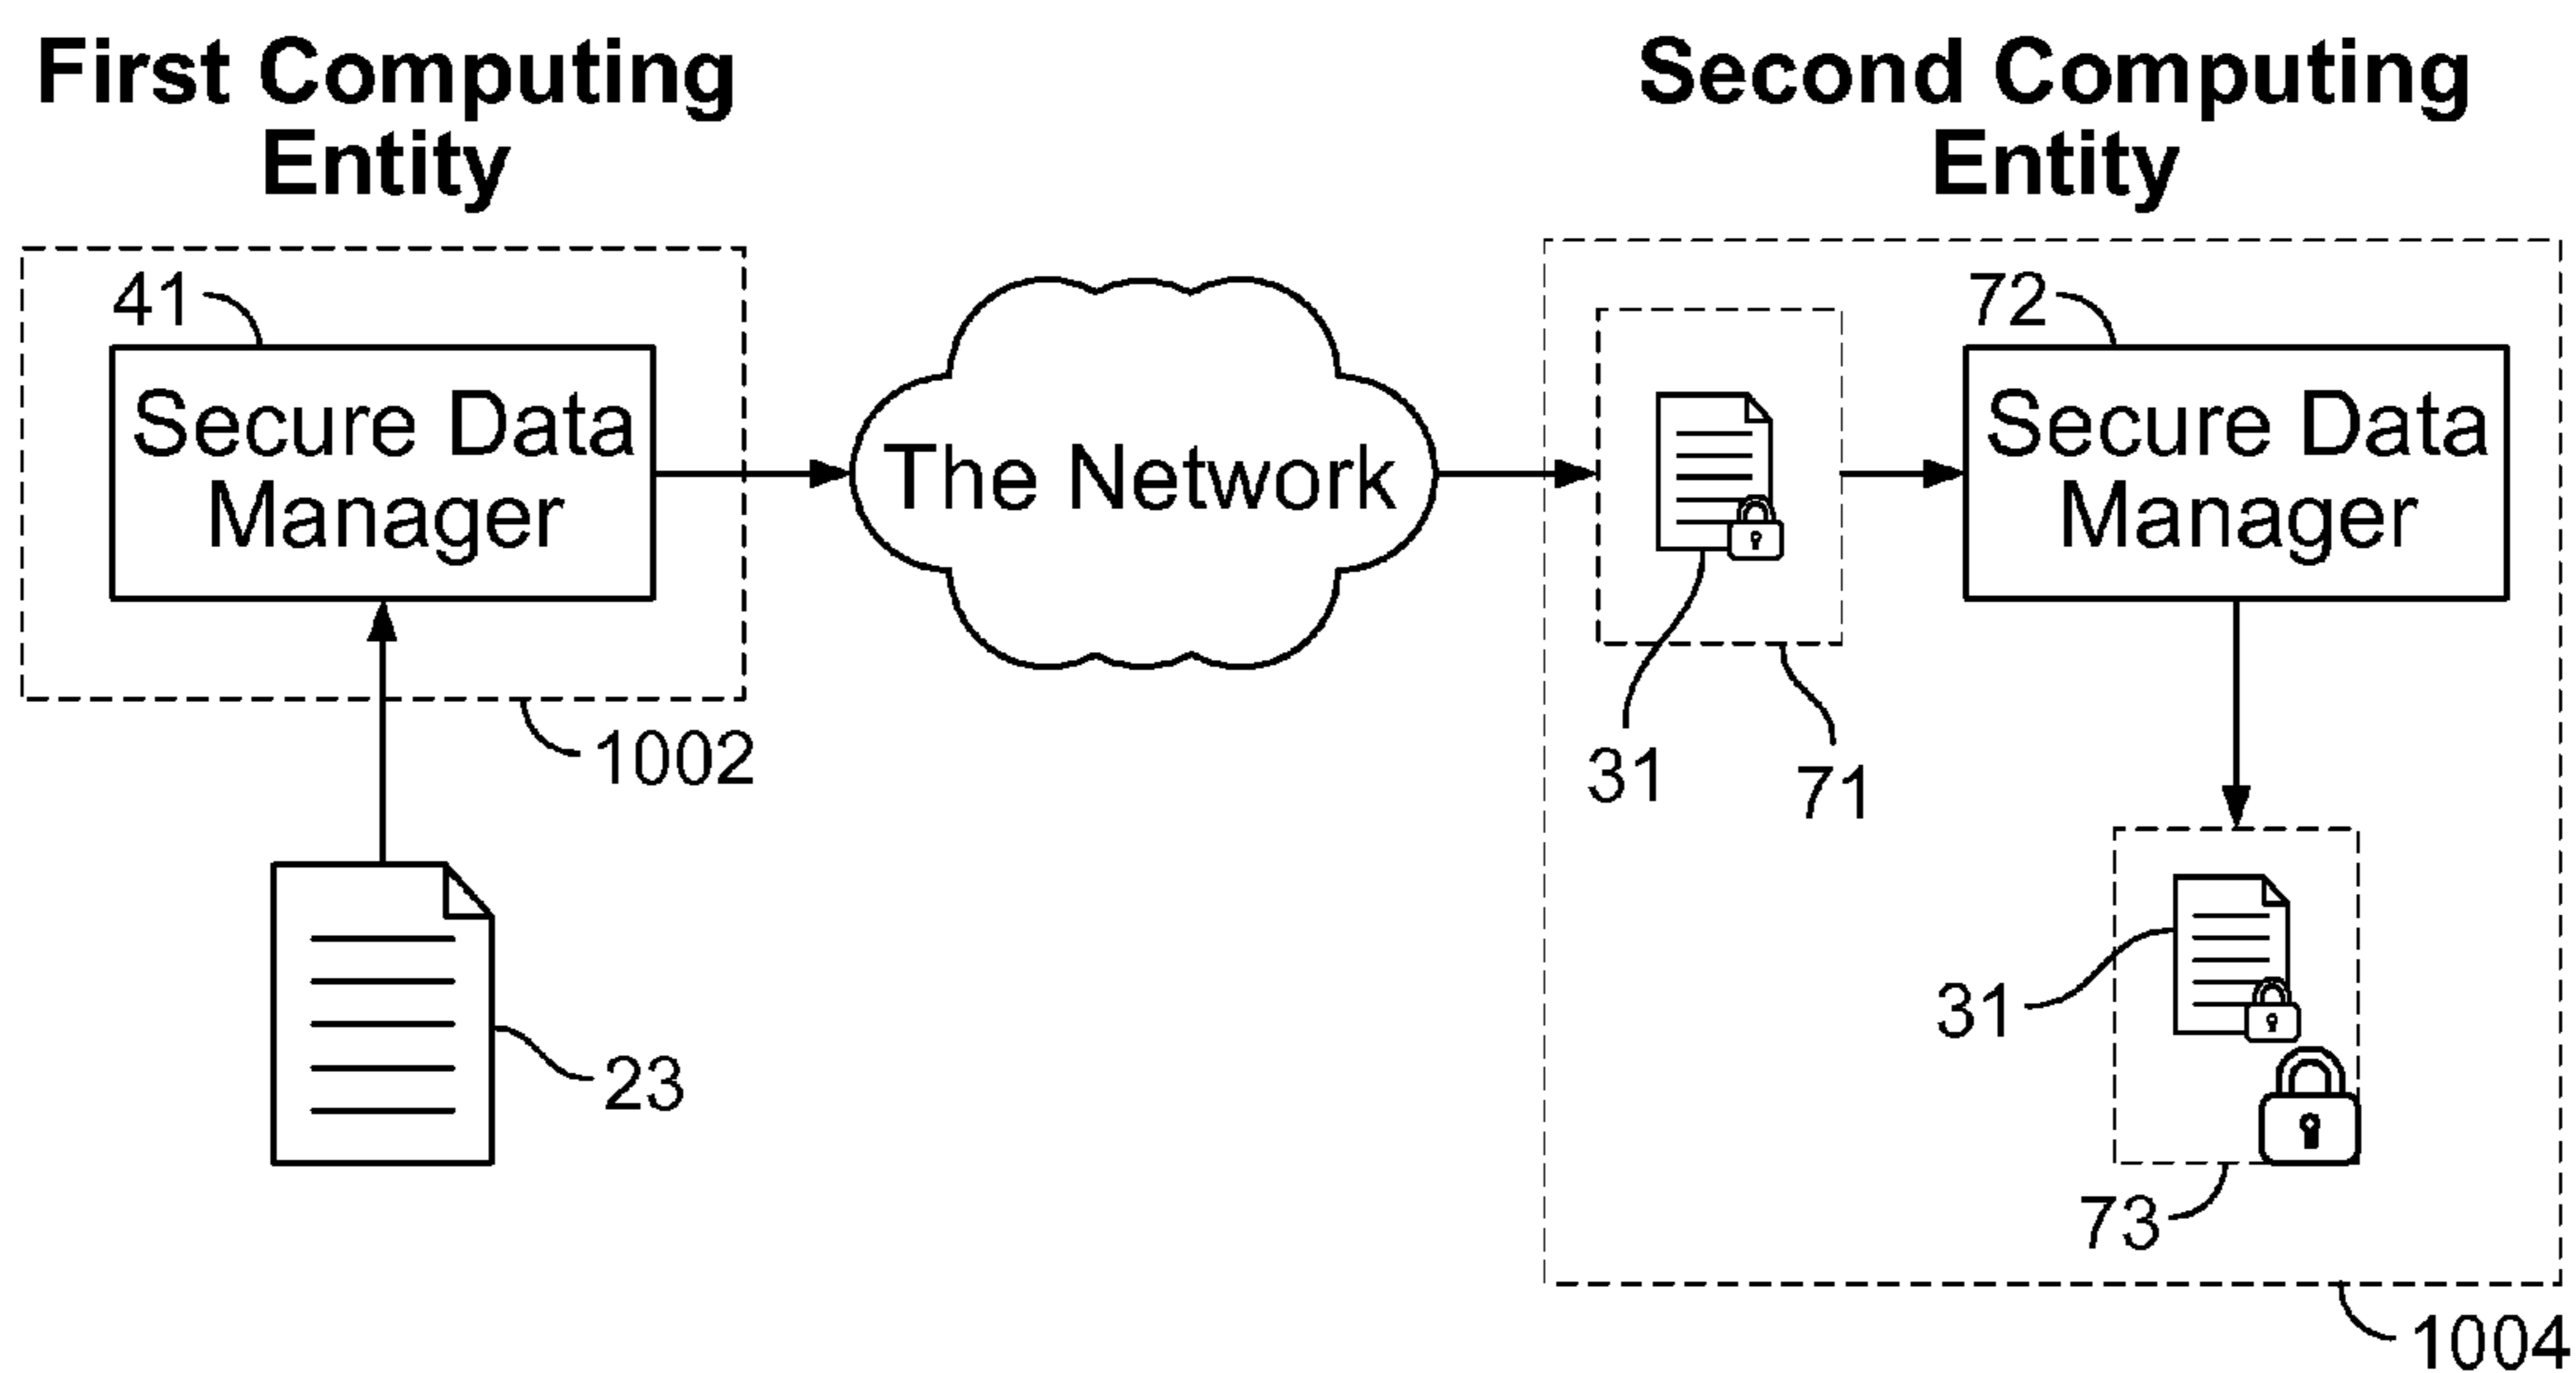 First Computing
Entity
Second Computing
Entity
41
Secure Data
Manager
1002
23
The Network
31
71
72
Secure Data
Manager
31
73
1004